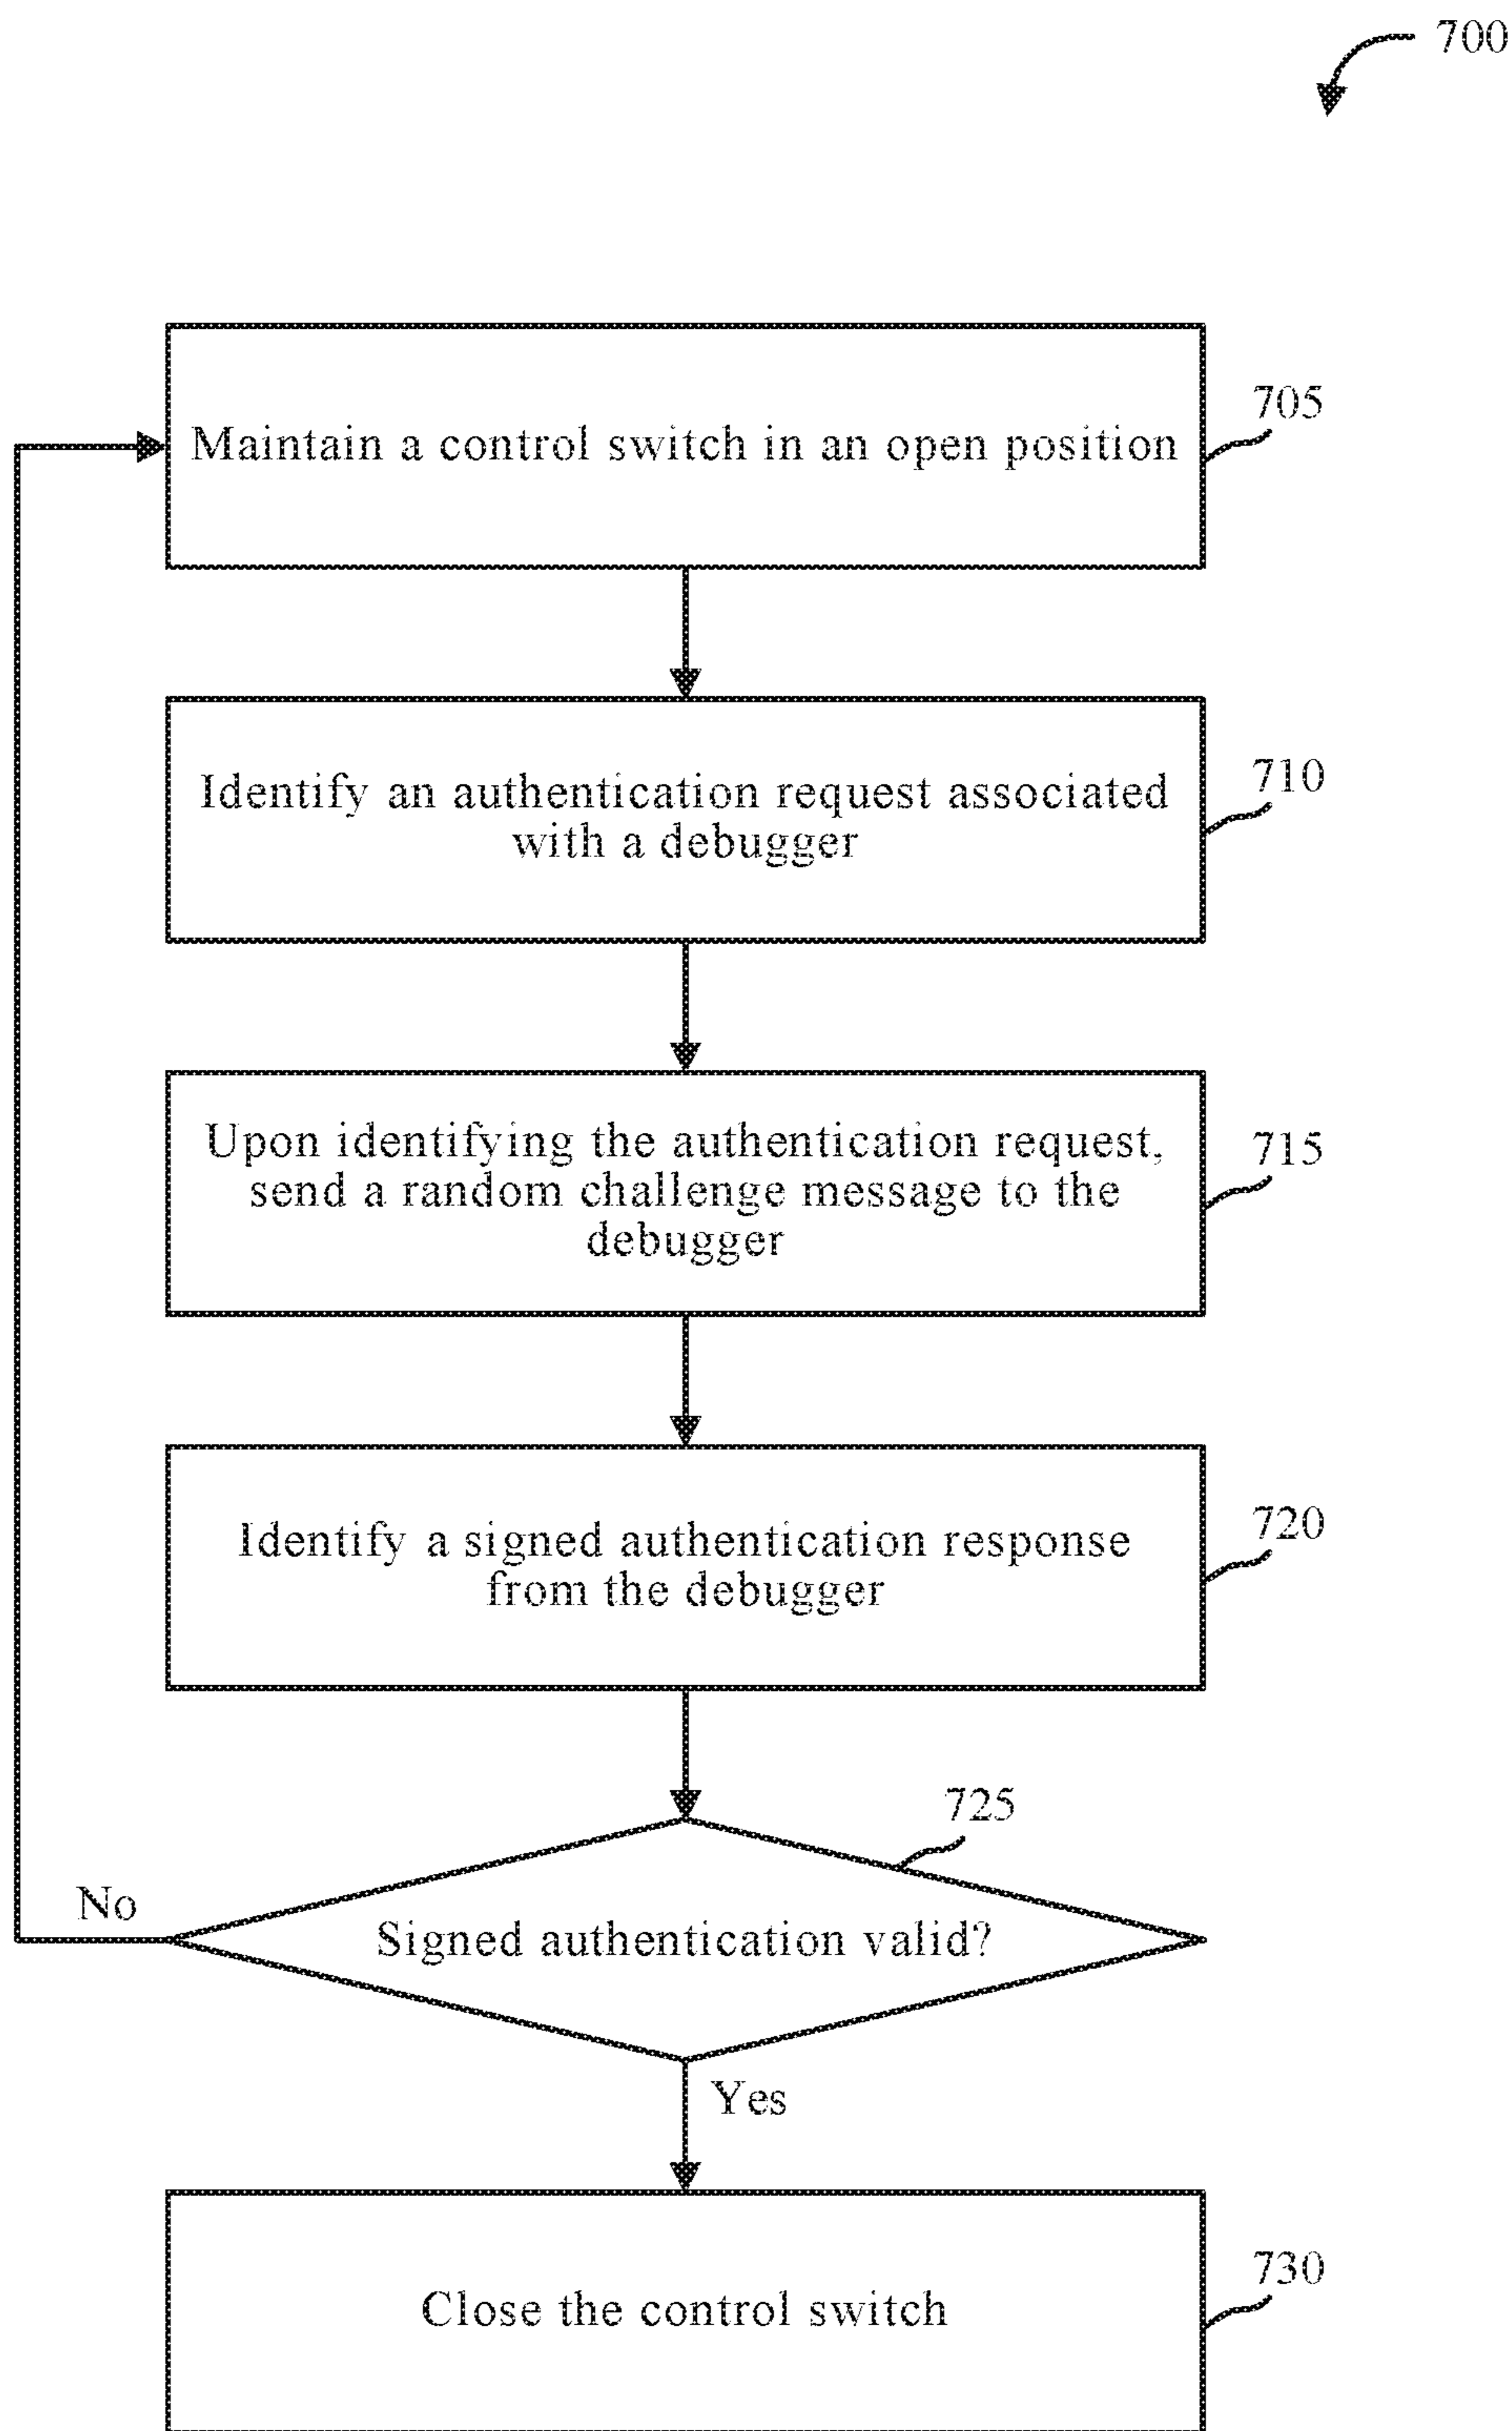 700
Maintain a control switch in an open position
705
Identify an authentication request associated
with a debugger
710
Upon identifying the authentication request,
send a random challenge message to the
debugger
715
Identify a signed authentication response
from the debugger
720
725
Signed authentication valid?
No
Yes
Close the control switch
730